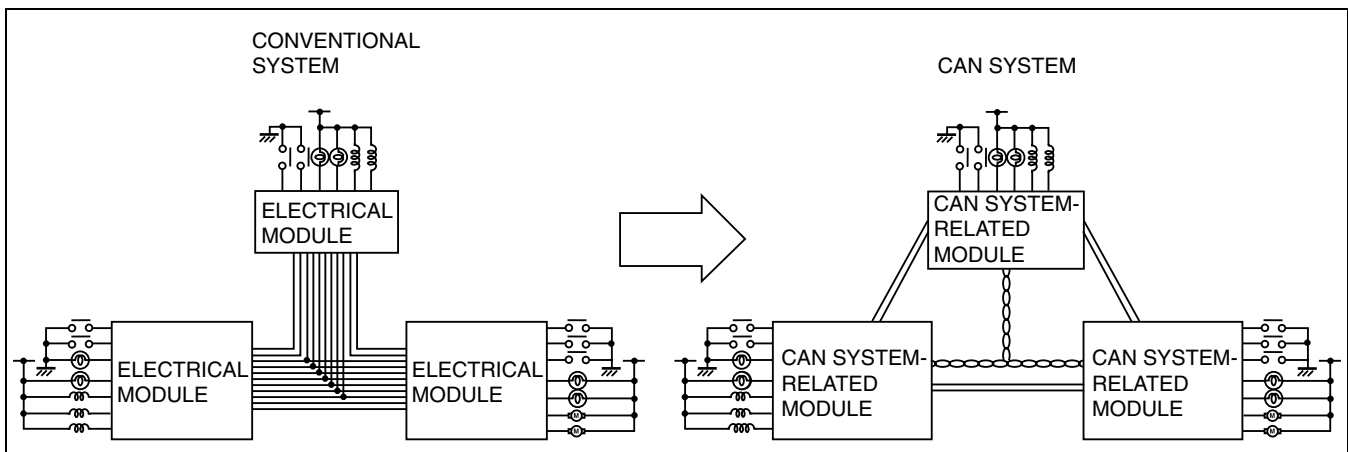 CONVENTIONAL
SYSTEM
ELECTRICAL
MODULE
ELECTRICAL
MODULE
ELECTRICAL
MODULE
M
M
CAN SYSTEM
CAN SYSTEM-
RELATED
MODULE
CAN SYSTEM-
RELATED
MODULE
CAN SYSTEM-
RELATED
MODULE
M
M